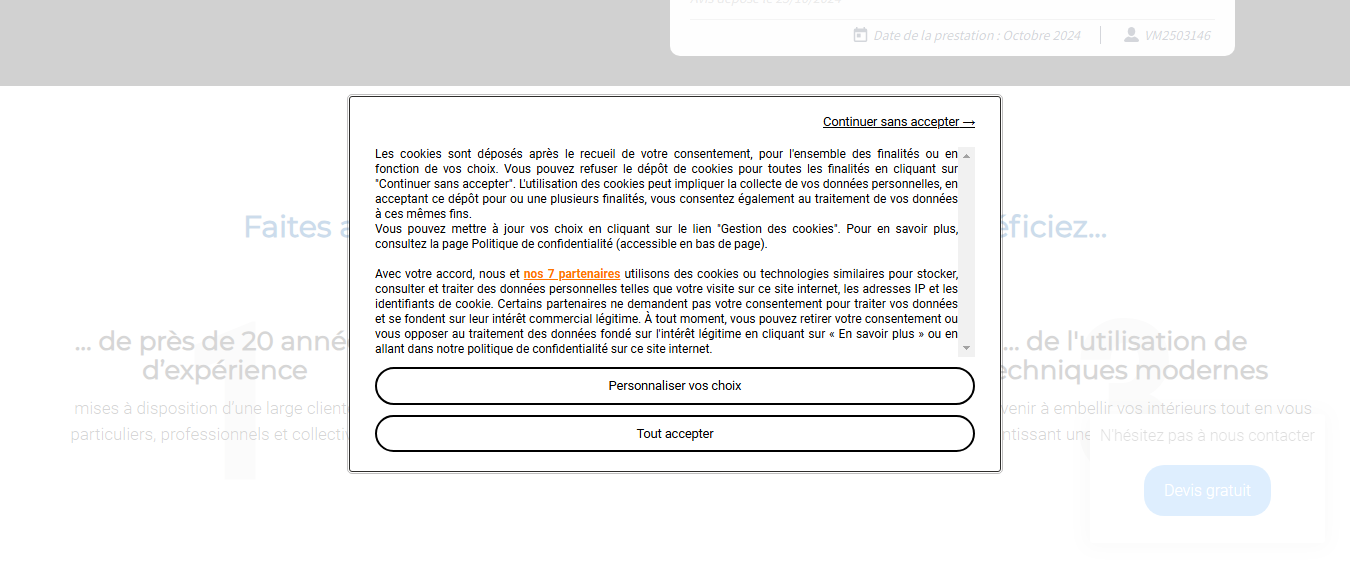 Avis déposé le 23/10/2024
Date de la prestation : Octobre 2024
VM2503146
Continuer sans accepter →
Les cookies sont déposés après le recueil de votre consentement, pour l'ensemble des finalités ou en
fonction de vos choix. Vous pouvez refuser le dépôt de cookies pour toutes les finalités en cliquant sur
"Continuer sans accepter". L'utilisation des cookies peut impliquer la collecte de vos données personnelles, en
acceptant ce dépôt pour ou une plusieurs finalités, vous consentez également au traitement de vos données
à ces mêmes fins.
Vous pouvez mettre à jour vos choix en cliquant sur le lien "Gestion des cookies". Pour en savoir plus,
consultez la page Politique de confidentialité (accessible en bas de page).
Avec votre accord, nous et nos 7 partenaires utilisons des cookies ou technologies similaires pour stocker,
consulter et traiter des données personnelles telles que votre visite sur ce site internet, les adresses IP et les
identifiants de cookie. Certains partenaires ne demandent pas votre consentement pour traiter vos données
et se fondent sur leur intérêt commercial légitime. À tout moment, vous pouvez retirer votre consentement ou
vous opposer au traitement des données fondé sur l'intérêt légitime en cliquant sur « En savoir plus » ou en
allant dans notre politique de confidentialité sur ce site internet.
Personnaliser vos choix
Tout accepter
Faites a
éficiez...
1
... de près de 20 anné
d'expérience
mises à disposition d'une large cliente
particuliers, professionnels et collectiv
3
... de l'utilisation de
echniques modernes
venir à embellir vos intérieurs tout en vous
ntissant une
N'hésitez pas à nous contacter
Devis gratuit